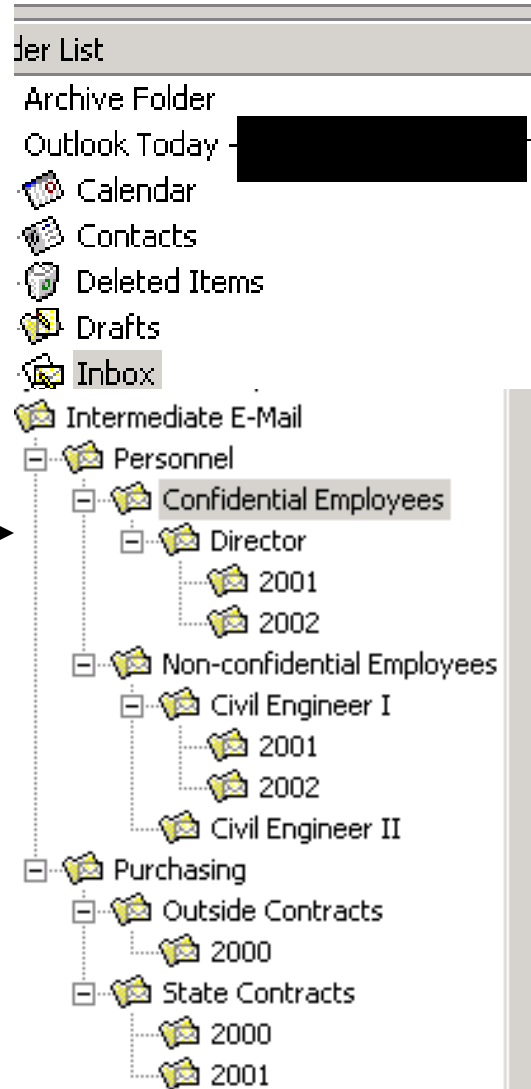 der List
Archive Folder
Outlook Today -
Calendar
Contacts
Deleted Items
Drafts
Inbox
Intermediate E-Mail
Personnel
Confidential Employees
Director
2001
2002
Non-confidential Employees
Civil Engineer I
2001
2002
Civil Engineer II
Purchasing
Outside Contracts
2000
State Contracts
2000
2001